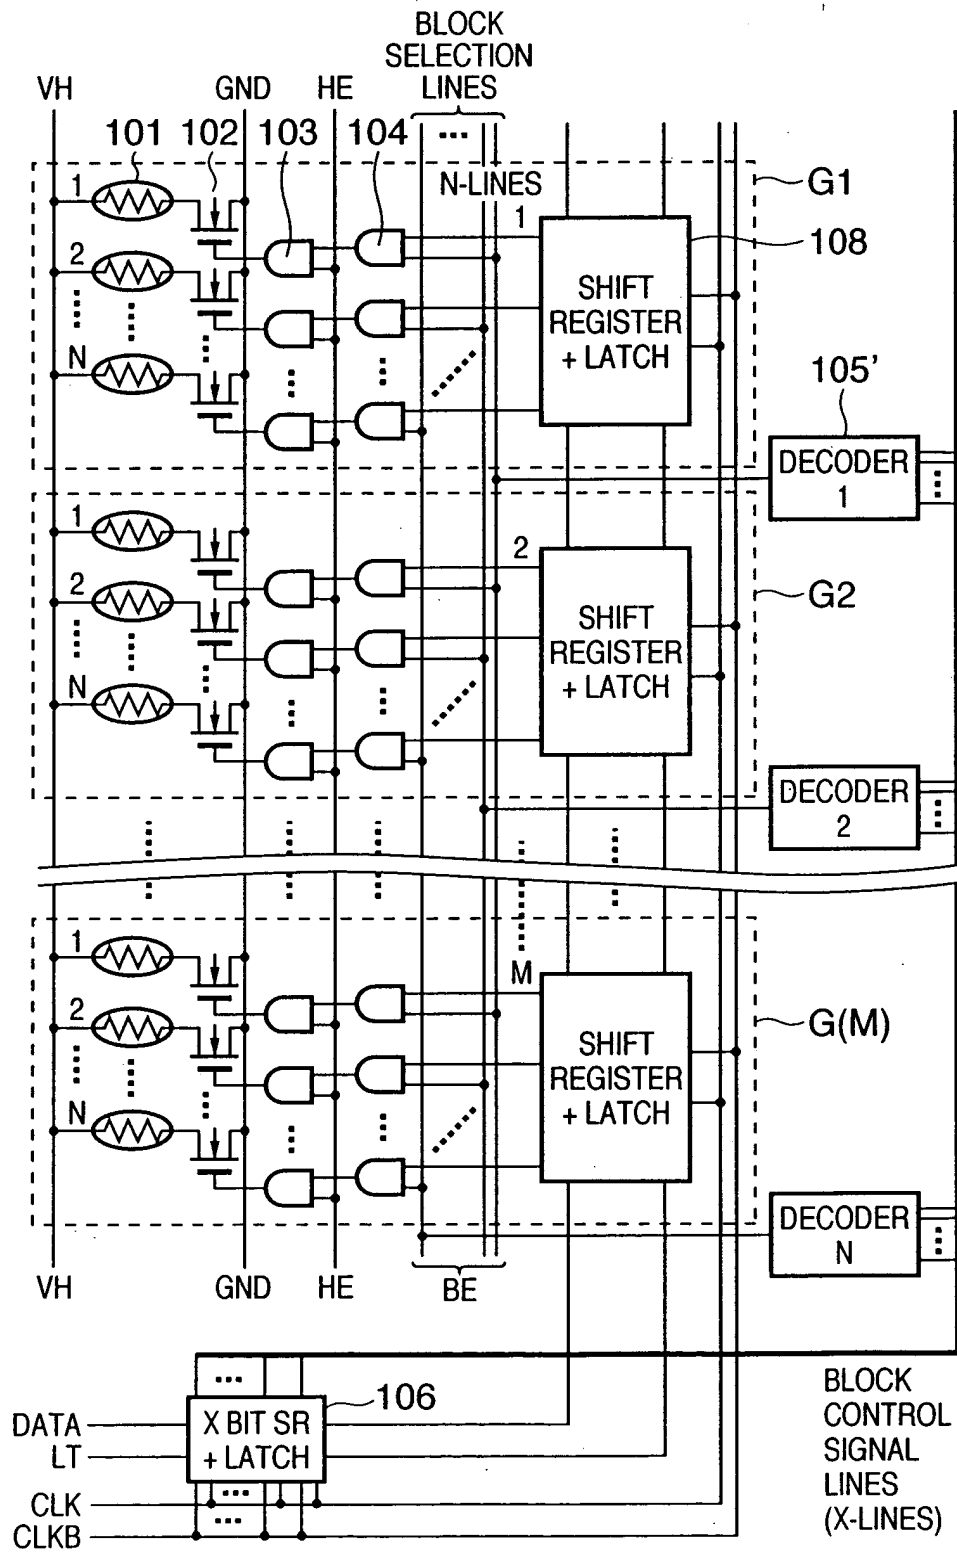 BLOCK
SELECTION
LINES
VH
GND
HE
101
102
103
104
N-LINES
G1
1
1
108
2
N
SHIFT
REGISTER
+ LATCH
105'
DECODER
1
1
2
2
N
SHIFT
REGISTER
+ LATCH
G2
DECODER
2
1
M
2
N
SHIFT
REGISTER
+ LATCH
G(M)
DECODER
N
VH
GND
HE
BE
106
X BIT SR
+ LATCH
DATA
LT
CLK
CLKB
BLOCK
CONTROL
SIGNAL
LINES
(X-LINES)